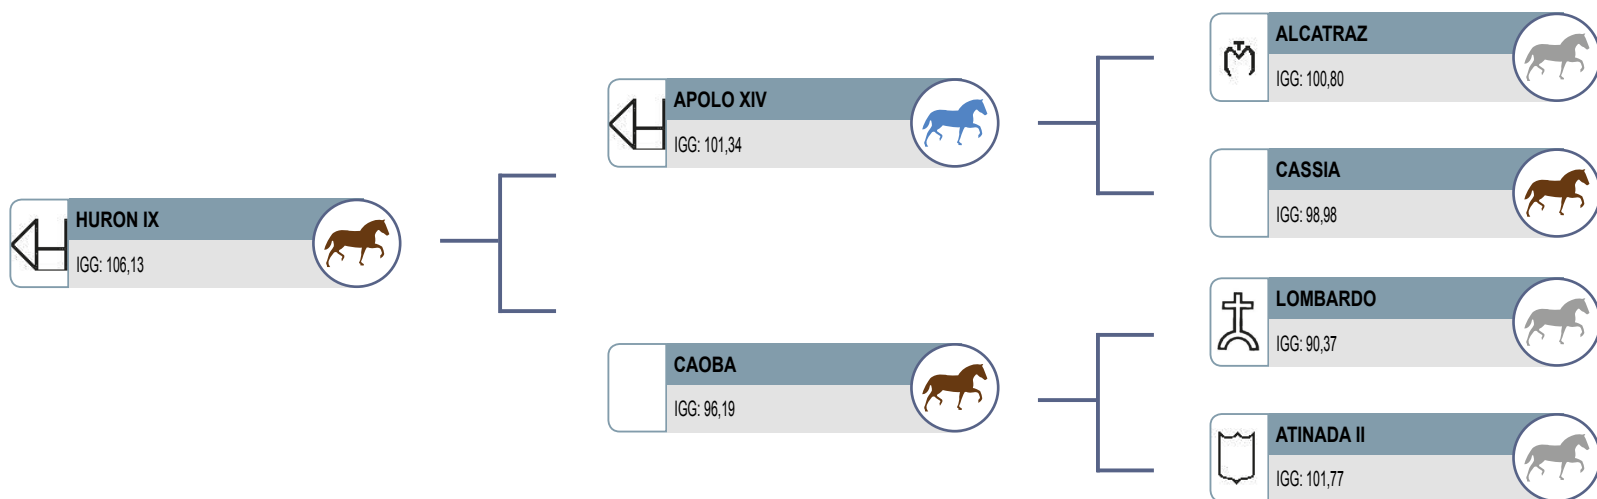 HURON IX
IGG: 106,13
APOLO XIV
IGG: 101,34
CAOBA
IGG: 96,19
ALCATRAZ
IGG: 100,80
CASSIA
IGG: 98,98
LOMBARDO
IGG: 90,37
ATINADA II
IGG: 101,77